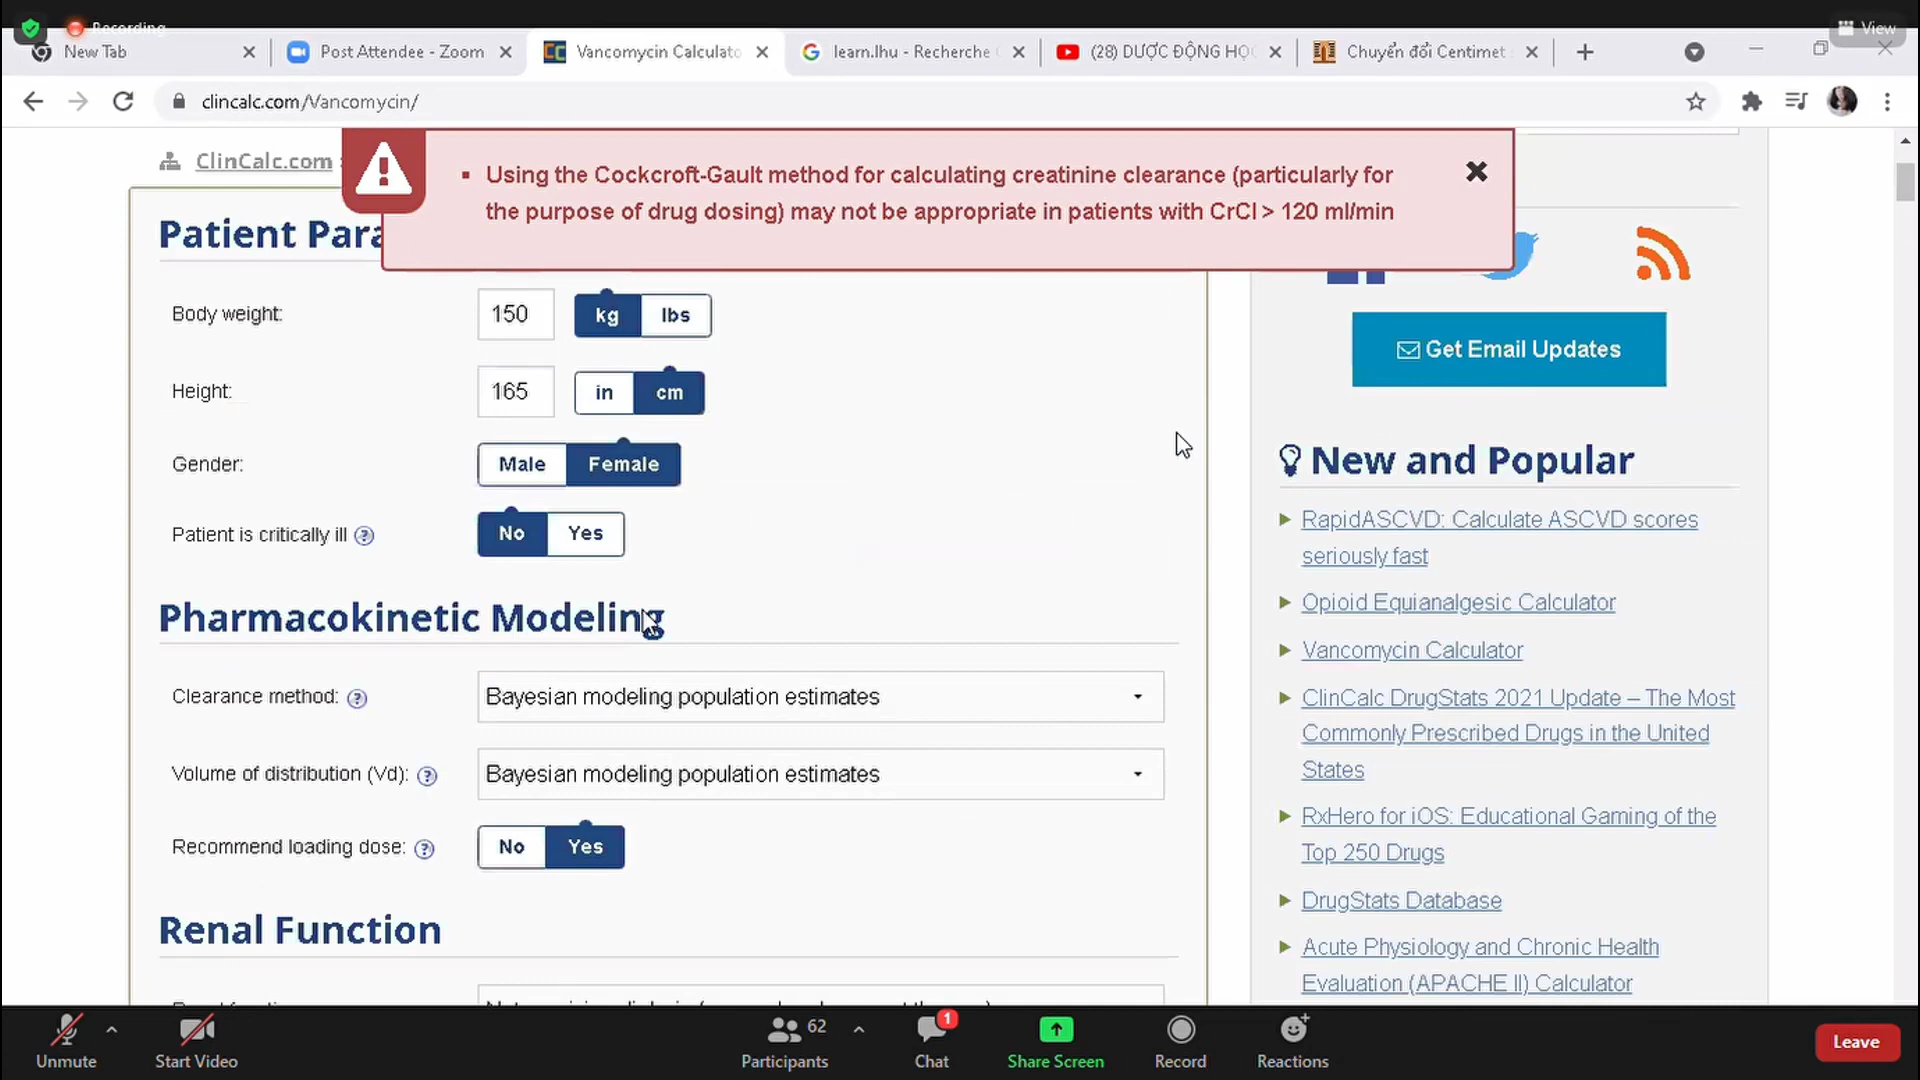 Recording
View
New Tab
Post Attendee - Zoom
Vancomycin Calculato
learn.lhu - Recherche
(28) DƯỢC ĐỘNG HỌC
Chuyển đổi Centimet
clincalc.com/Vancomycin/
ClinCalc.com
Using the Cockcroft-Gault method for calculating creatinine clearance (particularly for
the purpose of drug dosing) may not be appropriate in patients with CrCl > 120 ml/min
Patient Para
Body weight:
150
kg
lbs
Height:
165
in
cm
Gender:
Male
Female
Patient is critically ill
No
Yes
Pharmacokinetic Modeling
Clearance method:
Bayesian modeling population estimates
Volume of distribution (Vd):
Bayesian modeling population estimates
Recommend loading dose:
No
Yes
Renal Function
Get Email Updates
New and Popular
RapidASCVD: Calculate ASCVD scores
seriously fast
Opioid Equianalgesic Calculator
Vancomycin Calculator
ClinCalc DrugStats 2021 Update – The Most
Commonly Prescribed Drugs in the United
States
RxHero for iOS: Educational Gaming of the
Top 250 Drugs
DrugStats Database
Acute Physiology and Chronic Health
Evaluation (APACHE II) Calculator
Unmute
Start Video
62
Participants
1
Chat
Share Screen
Record
Reactions
Leave